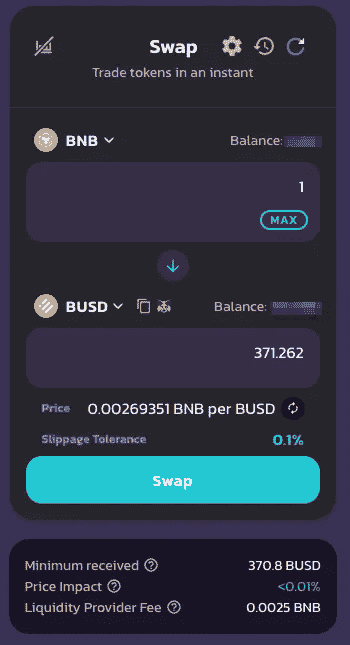 Swap
Trade tokens in an instant
BNB Balance:
1
MAX
BUSD Balance:
371.262
Price 0.00269351 BNB per BUSD
Slippage Tolerance 0.1%
Swap
Minimum received ? 370.8 BUSD
Price Impact ? <0.01%
Liquidity Provider Fee ? 0.0025 BNB